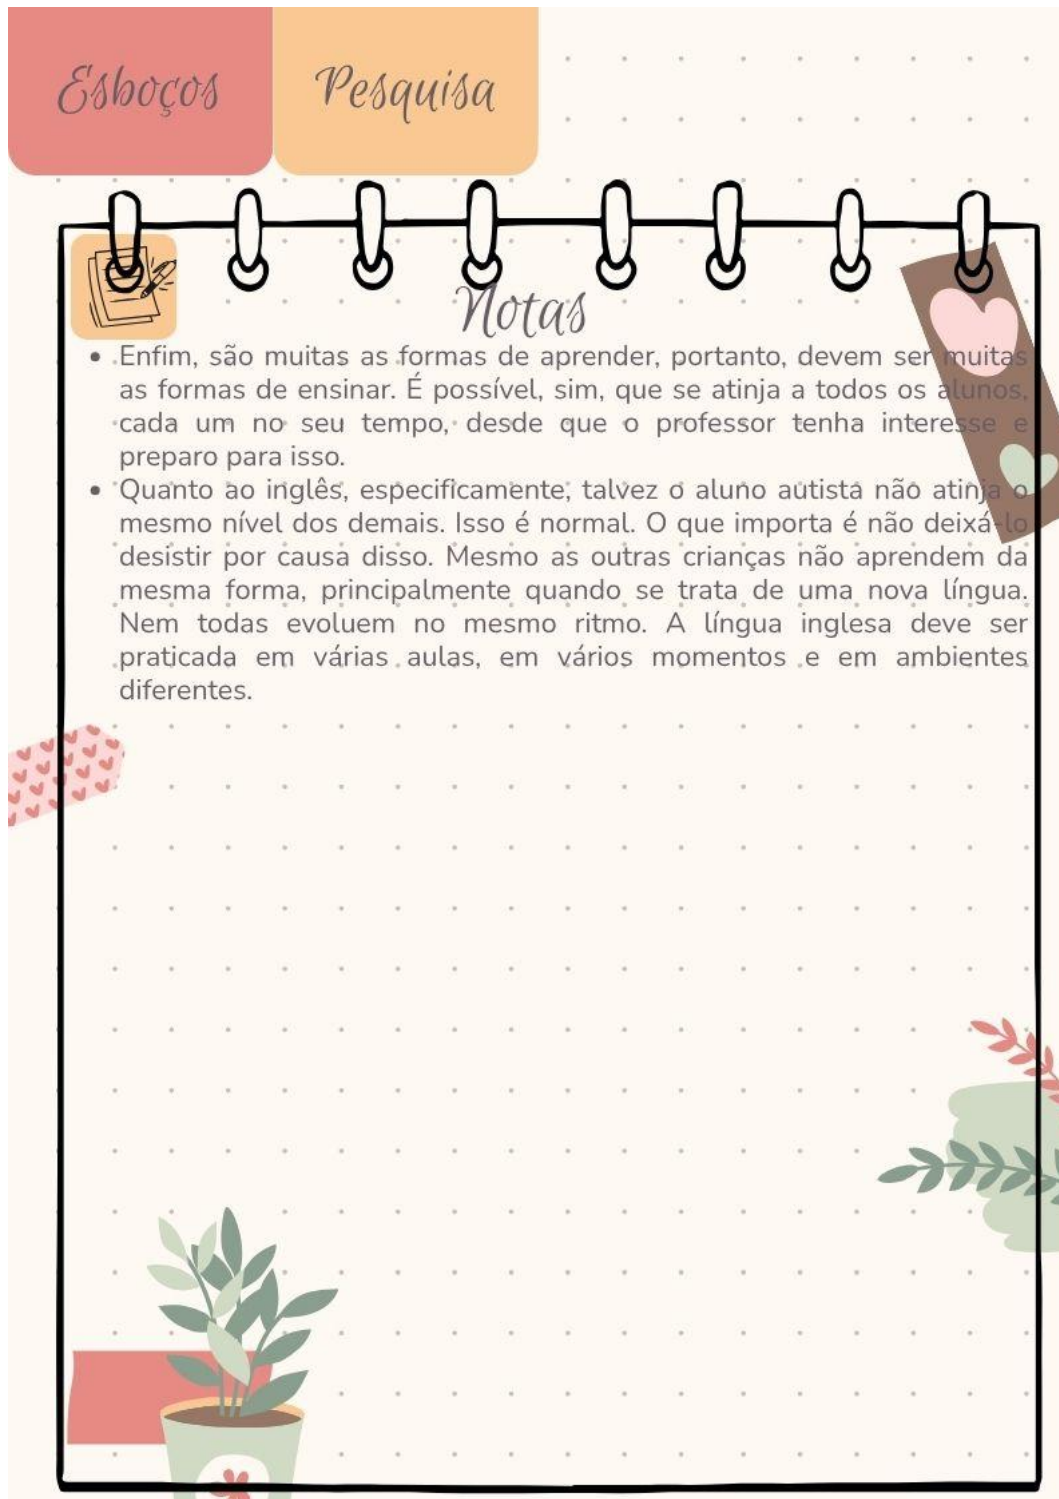 Esboços
Pesquisa
Notas
• Enfim, são muitas as formas de aprender, portanto, devem ser muitas
as formas de ensinar. É possível, sim, que se atinja a todos os alunos,
cada um no seu tempo, desde que o professor tenha interesse e
preparo para isso.
• Quanto ao inglês, especificamente, talvez o aluno autista não atinja o
mesmo nível dos demais. Isso é normal. O que importa é não deixá-lo
desistir por causa disso. Mesmo as outras crianças não aprendem da
mesma forma, principalmente quando se trata de uma nova língua.
Nem todas evoluem no mesmo ritmo. A língua inglesa deve ser
praticada em várias aulas, em vários momentos e em ambientes
diferentes.